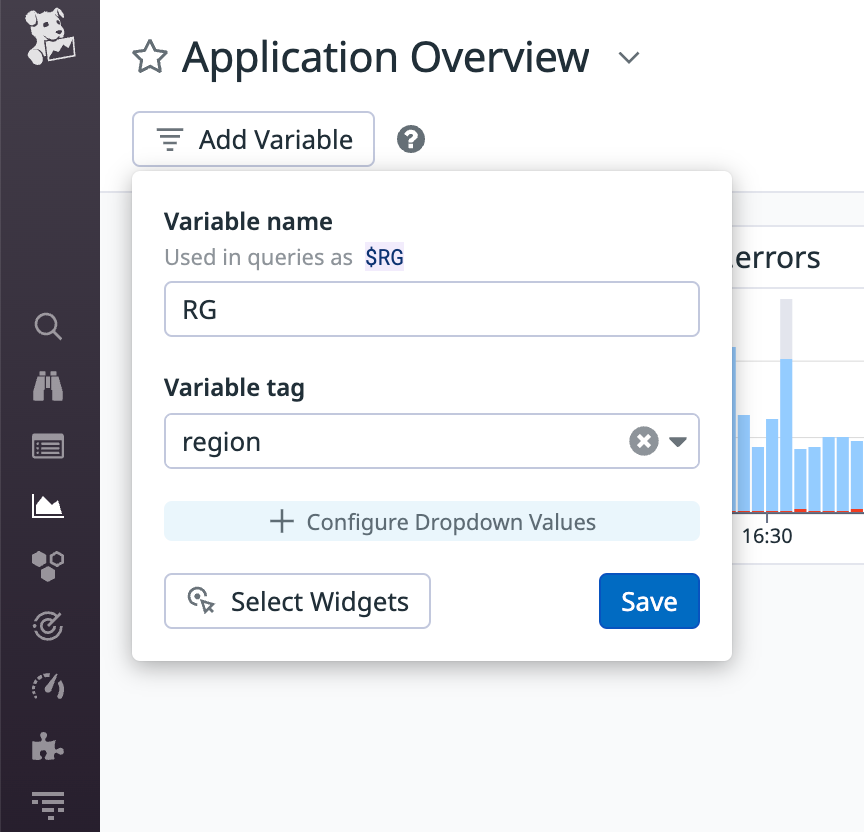 Application Overview
Add Variable
?
Variable name
Used in queries as $RG
RG
Variable tag
region
Configure Dropdown Values
Select Widgets
Save
.errors
16:30